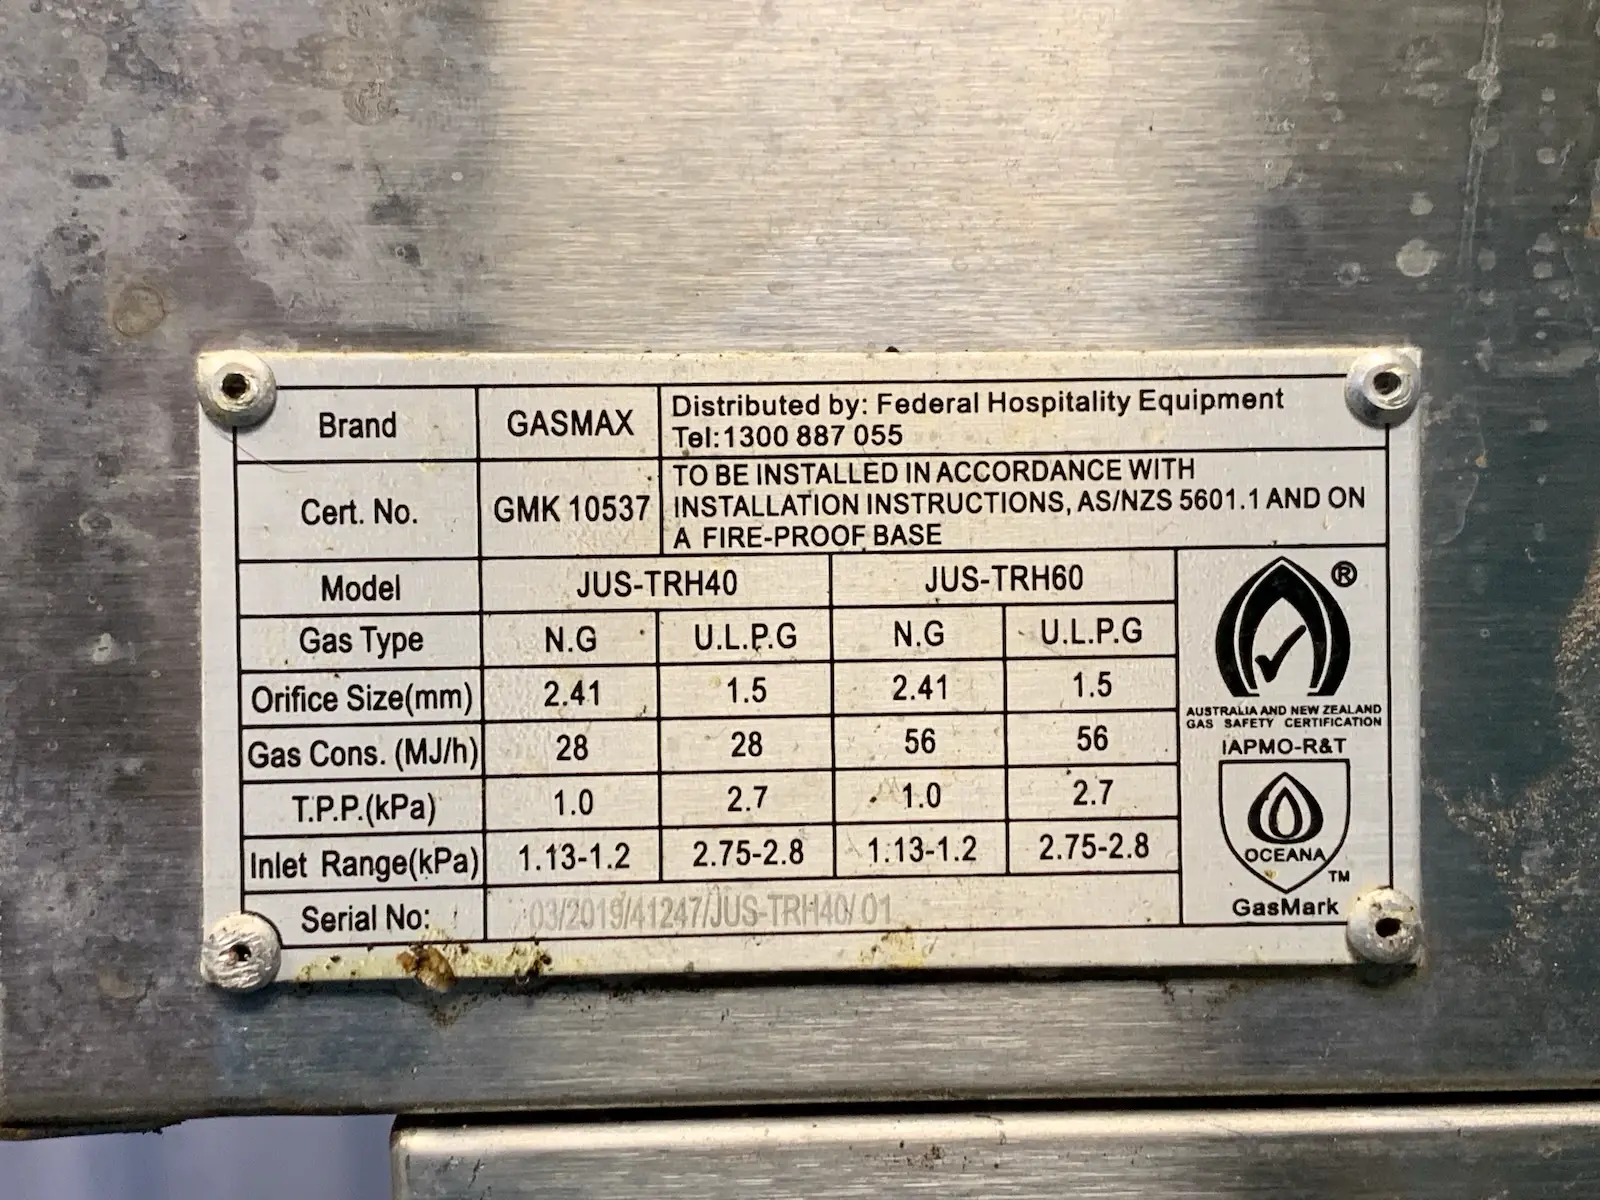 Brand GASMAX Distributed by: Federal Hospitality Equipment
Tel:1300 887 055
Cert. No. GMK 10537 TO BE INSTALLED IN ACCORDANCE WITH
INSTALLATION INSTRUCTIONS, AS/NZS 5601.1 AND ON
A FIRE-PROOF BASE
Model JUS-TRH40 JUS-TRH60
Gas Type N.G U.L.P.G N.G U.L.P.G
Orifice Size(mm) 2.41 1.5 2.41 1.5
Gas Cons. (MJ/h) 28 28 56 56
T.P.P.(kPa) 1.0 2.7 1.0 2.7
Inlet Range(kPa) 1.13-1.2 2.75-2.8 1.13-1.2 2.75-2.8
Serial No: 03/2019/41247/JUS-TRH40/01
®
AUSTRALIA AND NEW ZEALAND
GAS SAFETY CERTIFICATION
IAPMO-R&T
OCEANA
TM
GasMark